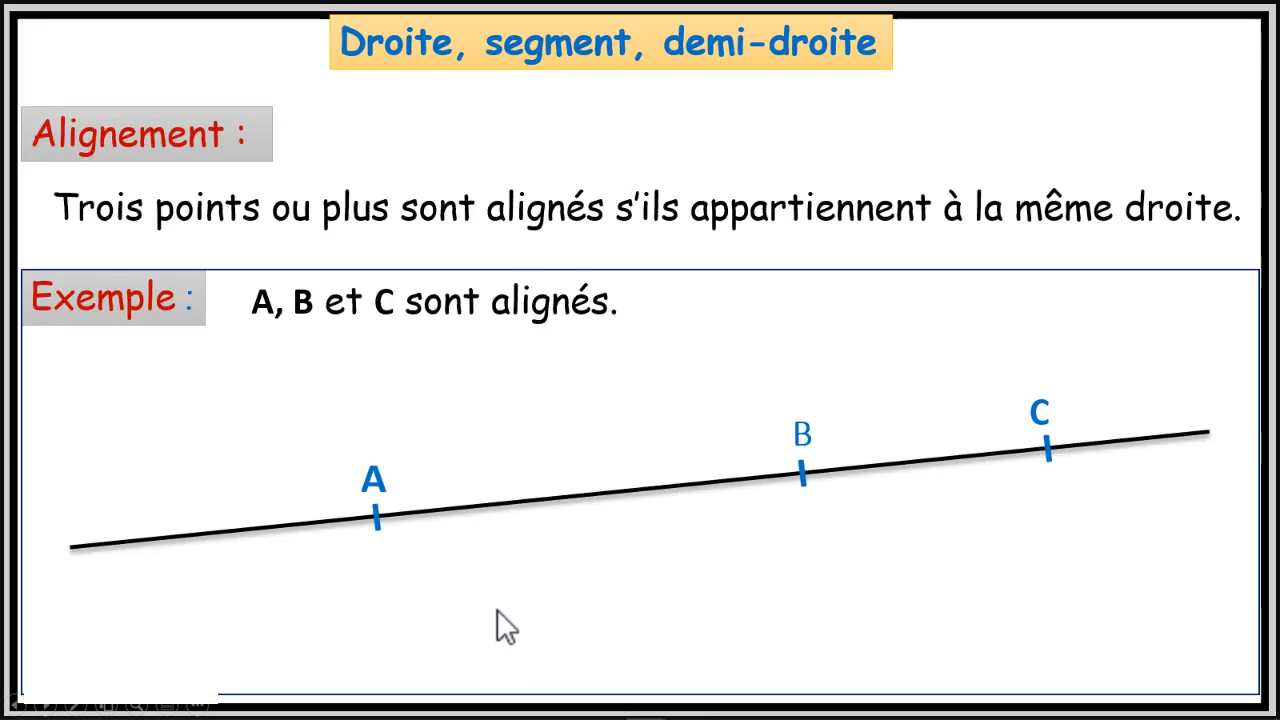 Droite, segment, demi-droite
Alignement :
Trois points ou plus sont alignés s’ils appartiennent à la même droite.
Exemple : A, B et C sont alignés.
C
B
A